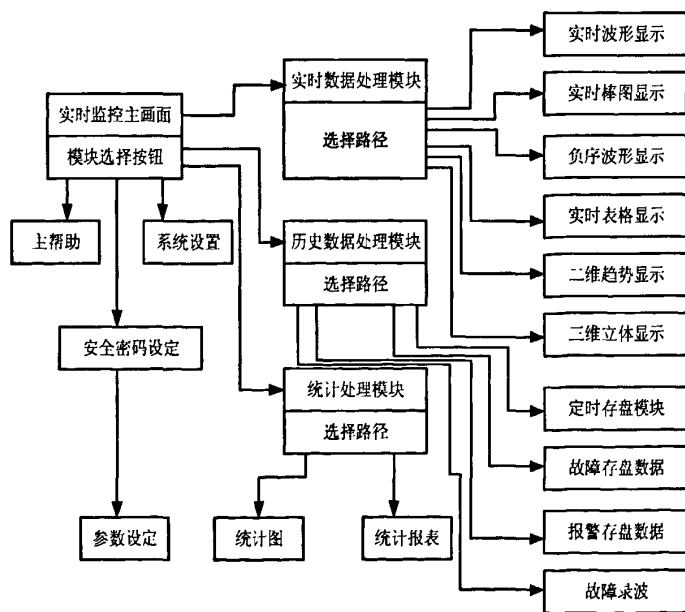 实时监控主画面
模块选择按钮
主帮助
系统设置
安全密码设定
参数设定
实时数据处理模块
选择路径
历史数据处理模块
选择路径
统计处理模块
选择路径
统计图
统计报表
实时波形显示
实时棒图显示
负序波形显示
实时表格显示
二维趋势显示
三维立体显示
定时存盘模块
故障存盘数据
报警存盘数据
故障录波